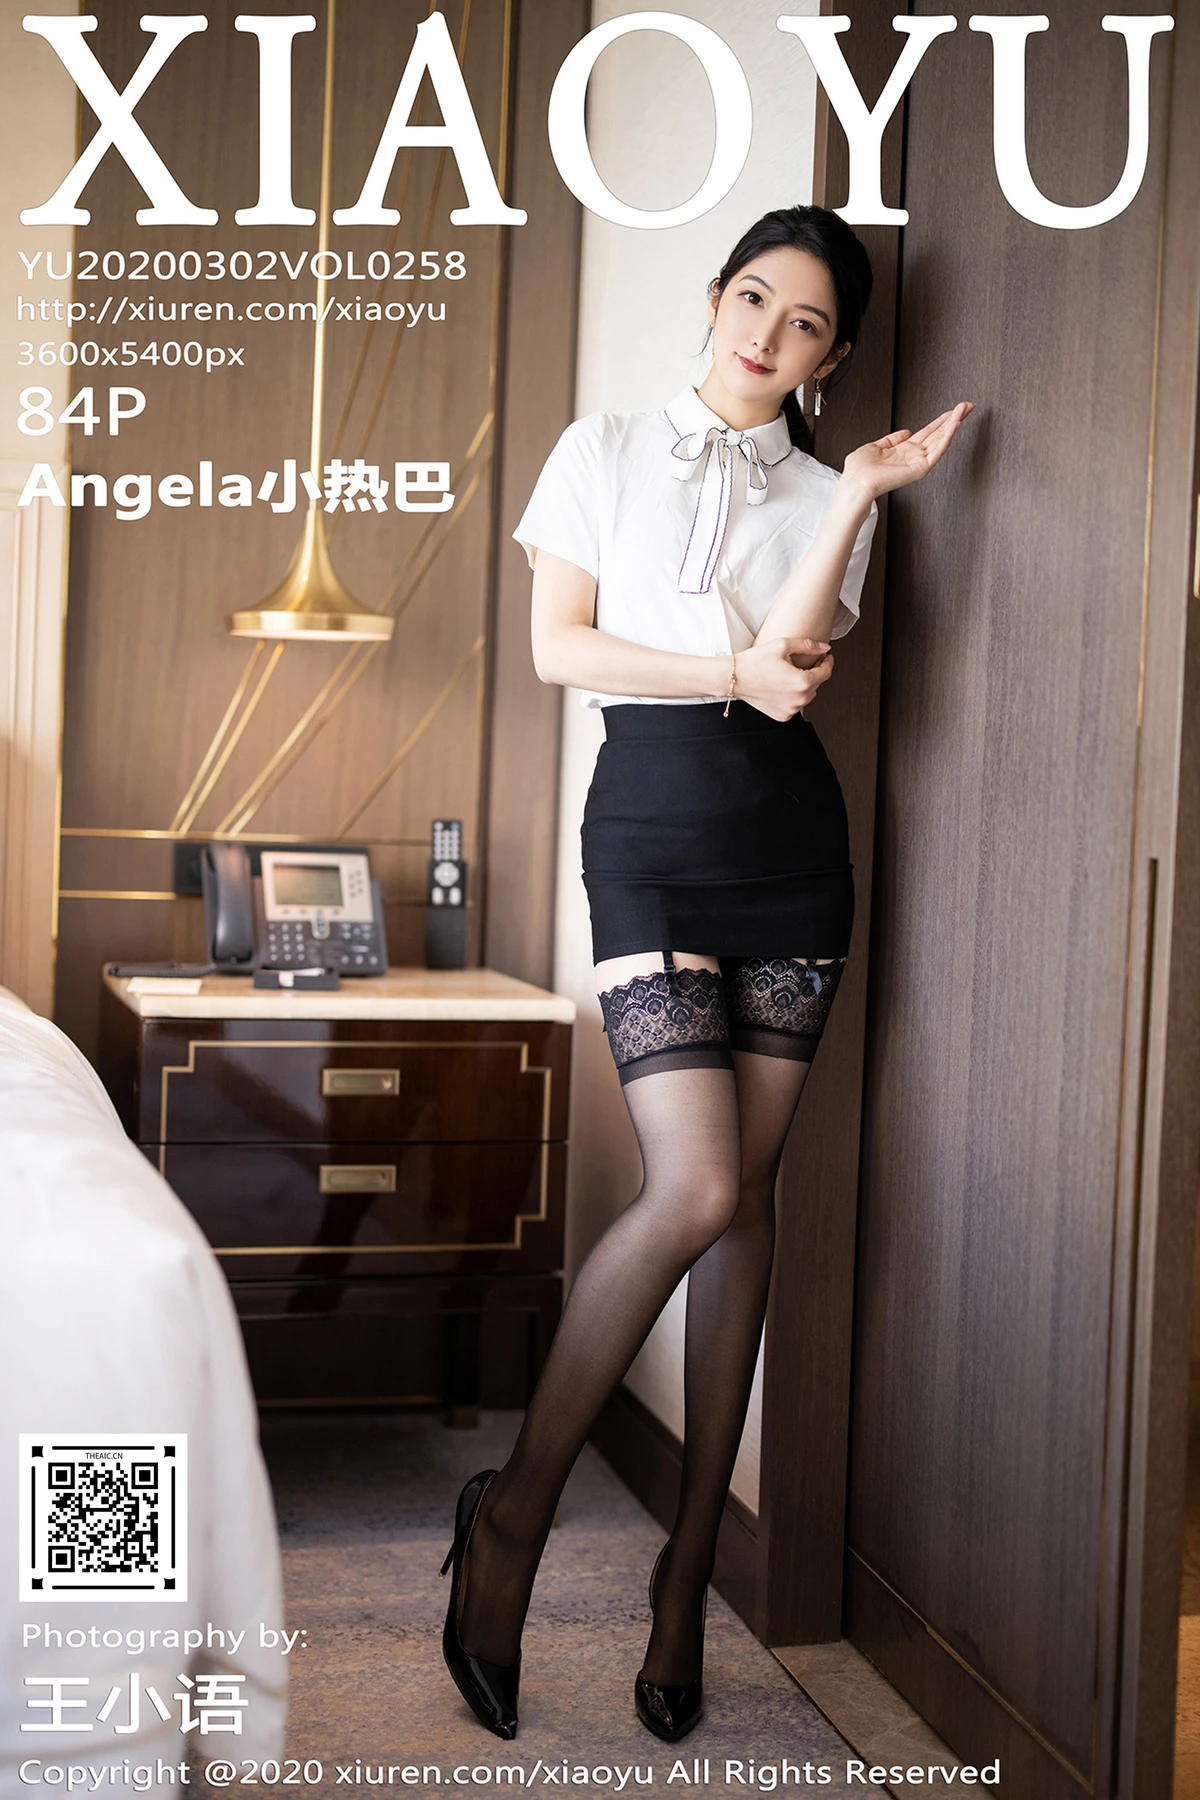 XIAOYU
YU20200302VOL0258
http://xiuren.com/xiaoyu
3600x5400px
84P
Angela小热巴
THEAIC.CN
Photography by:
王小语
Copyright @2020 xiuren.com/xiaoyu All Rights Reserved